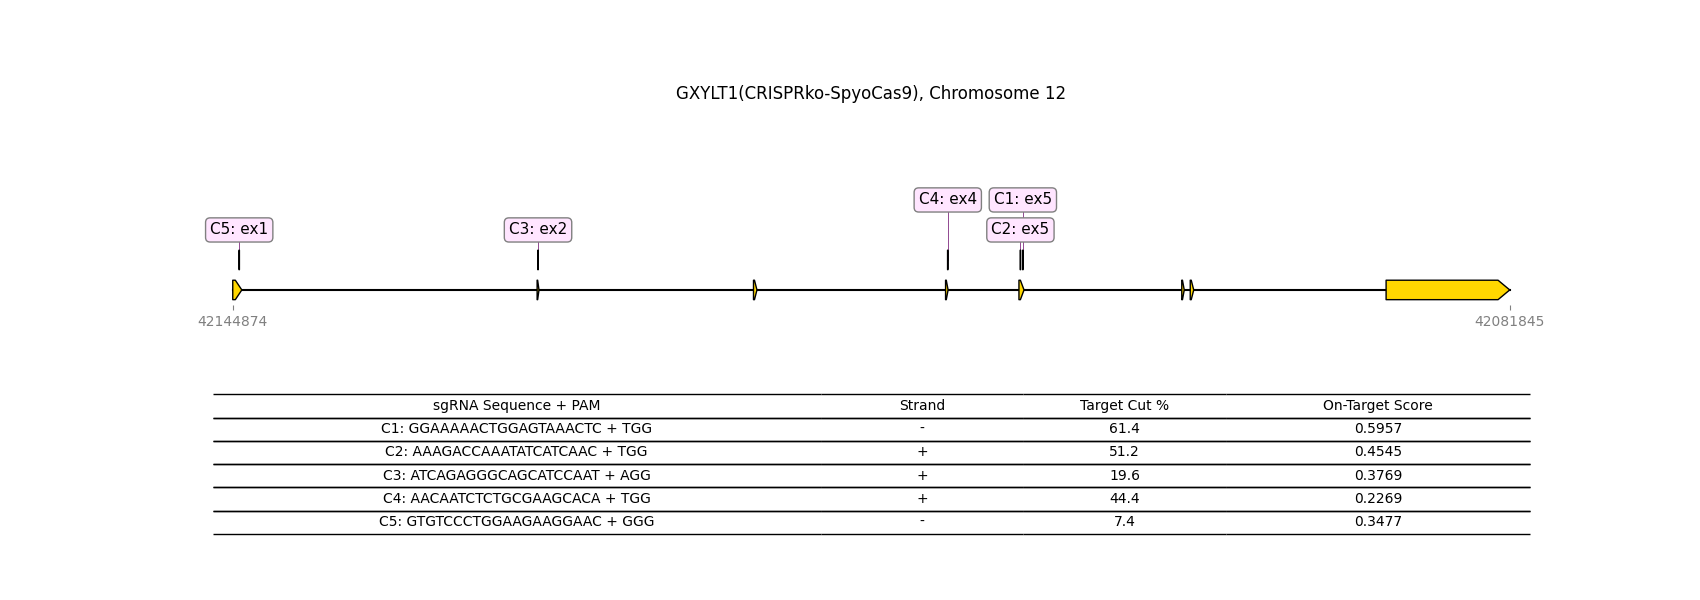 GXYLT1(CRISPRko-SpyoCas9), Chromosome 12
C4: ex4 C1: ex5
C5: ex1 C3: ex2 C2: ex5
42144874 42081845
sgRNA Sequence + PAM Strand Target Cut % On-Target Score
C1: GGAAAAACTGGAGTAAACTC + TGG - 61.4 0.5957
C2: AAAGACCAAATATCATCAAC + TGG + 51.2 0.4545
C3: ATCAGAGGGCAGCATCCAAT + AGG + 19.6 0.3769
C4: AACAATCTCTGCGAAGCACA + TGG + 44.4 0.2269
C5: GTGTCCCTGGAAGAAGGAAC + GGG - 7.4 0.3477